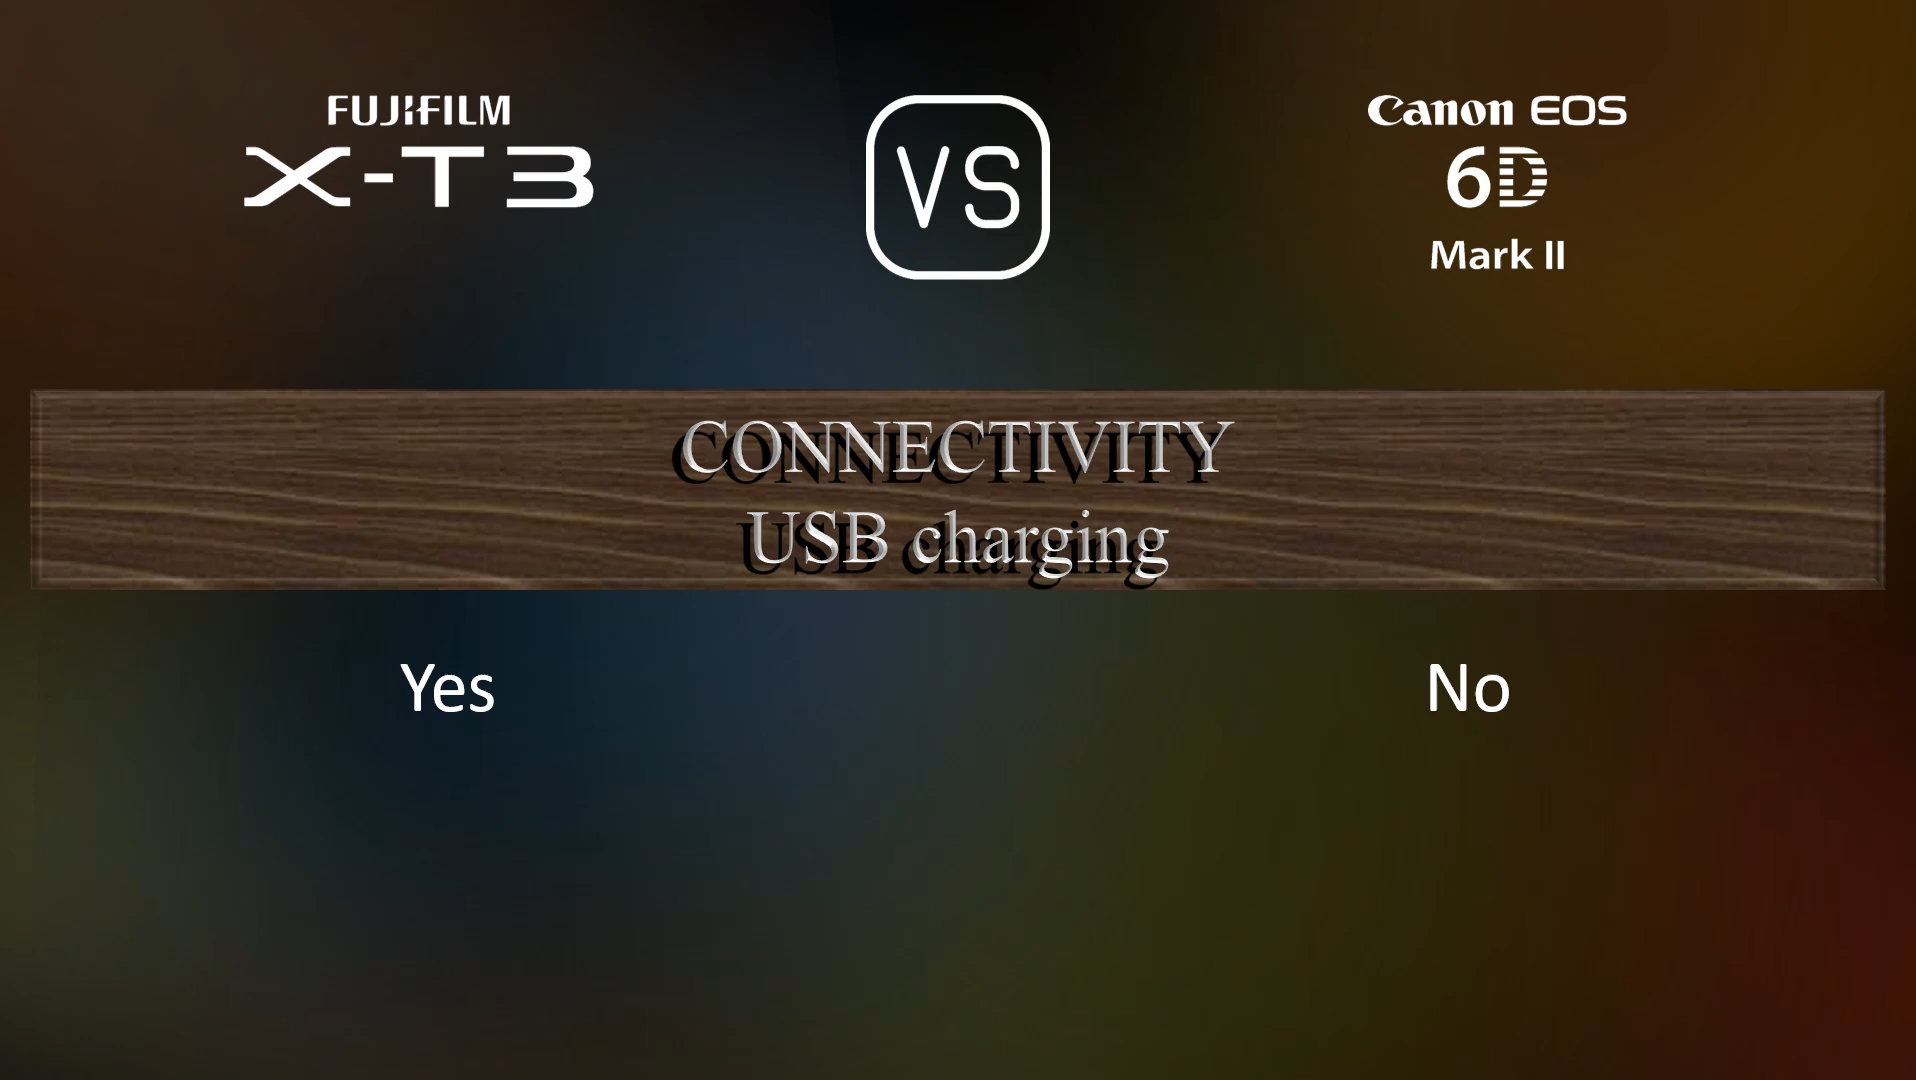 FUJIFILM
X-T3
VS
Canon EOS
6D
Mark II
CONNECTIVITY
USB charging
Yes
No